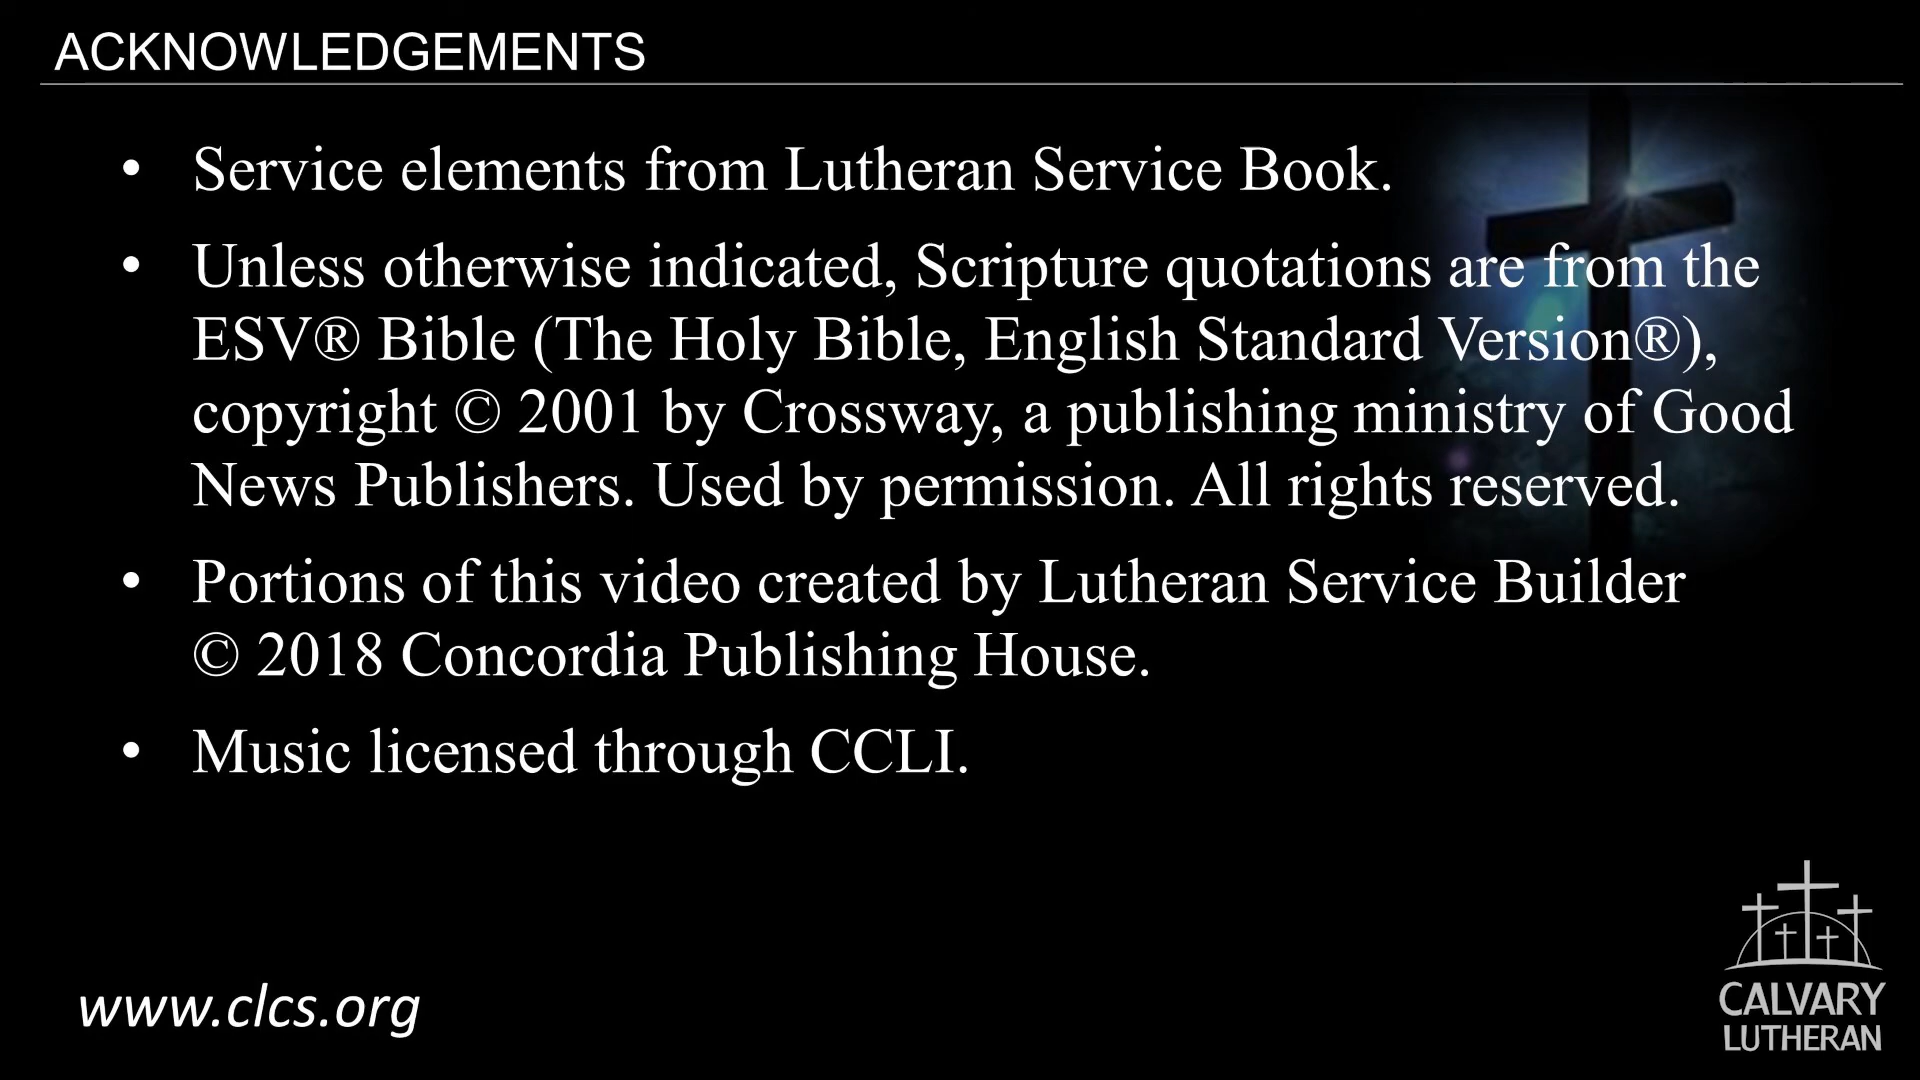 ACKNOWLEDGEMENTS
• Service elements from Lutheran Service Book.
• Unless otherwise indicated, Scripture quotations are from the
ESV® Bible (The Holy Bible, English Standard Version®),
copyright © 2001 by Crossway, a publishing ministry of Good
News Publishers. Used by permission. All rights reserved.
• Portions of this video created by Lutheran Service Builder
© 2018 Concordia Publishing House.
• Music licensed through CCLI.
www.clcs.org
CALVARY
LUTHERAN